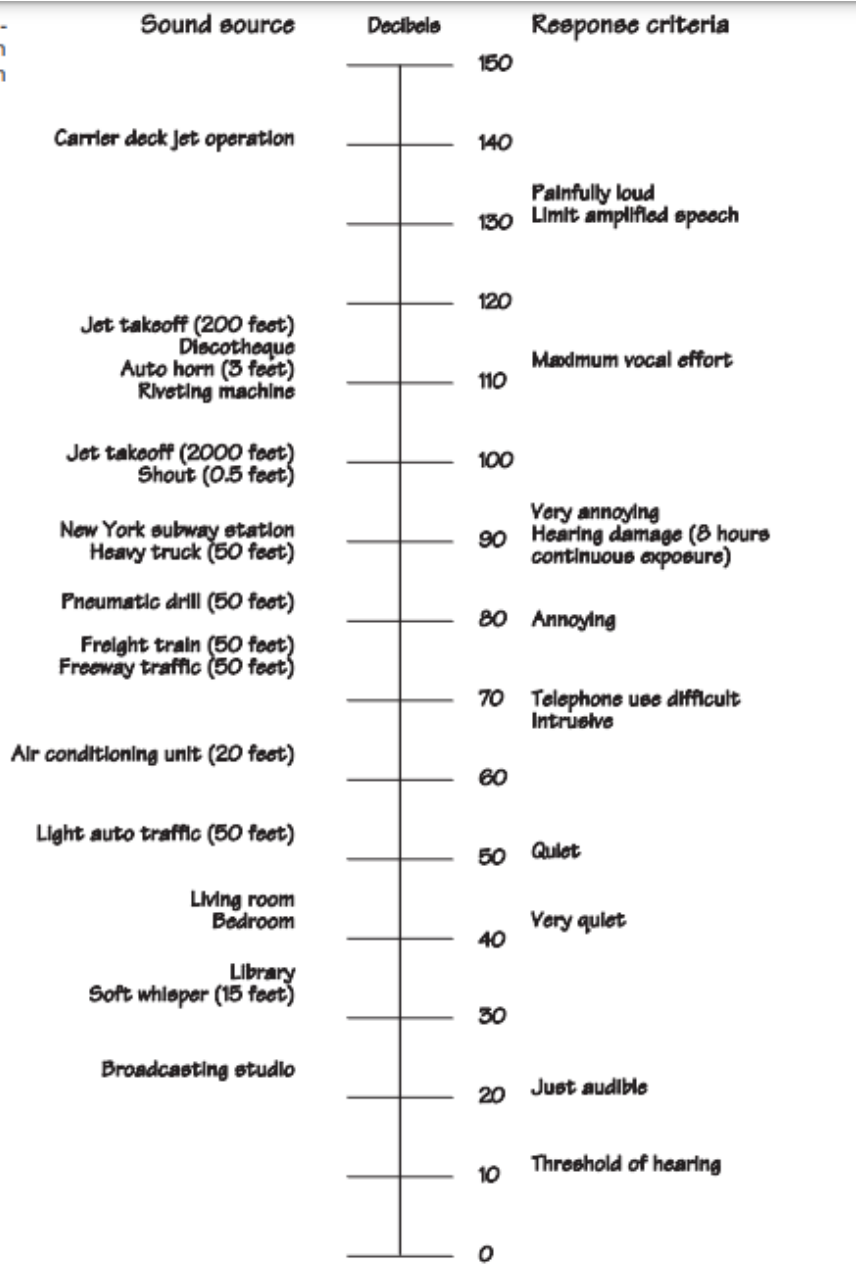 Sound source Decibels Response criteria
150
Carrier deck jet operation
140
Painfully loud
Limit amplified speech
130
120
Jet takeoff (200 feet)
Discotheque
Auto horn (3 feet)
Riveting machine
Maximum vocal effort
110
Jet takeoff (2000 feet)
Shout (0.5 feet)
100
New York subway station
Heavy truck (50 feet)
90
Very annoying
Hearing damage (8 hours
continuous exposure)
Pneumatic drill (50 feet)
80 Annoying
Freight train (50 feet)
Freeway traffic (50 feet)
70 Telephone use difficult
Intrusive
Air conditioning unit (20 feet)
60
Light auto traffic (50 feet)
50 Quiet
Living room
Bedroom
Very quiet
40
Library
Soft whisper (15 feet)
30
Broadcasting studio
20 Just audible
Threshold of hearing
10
0